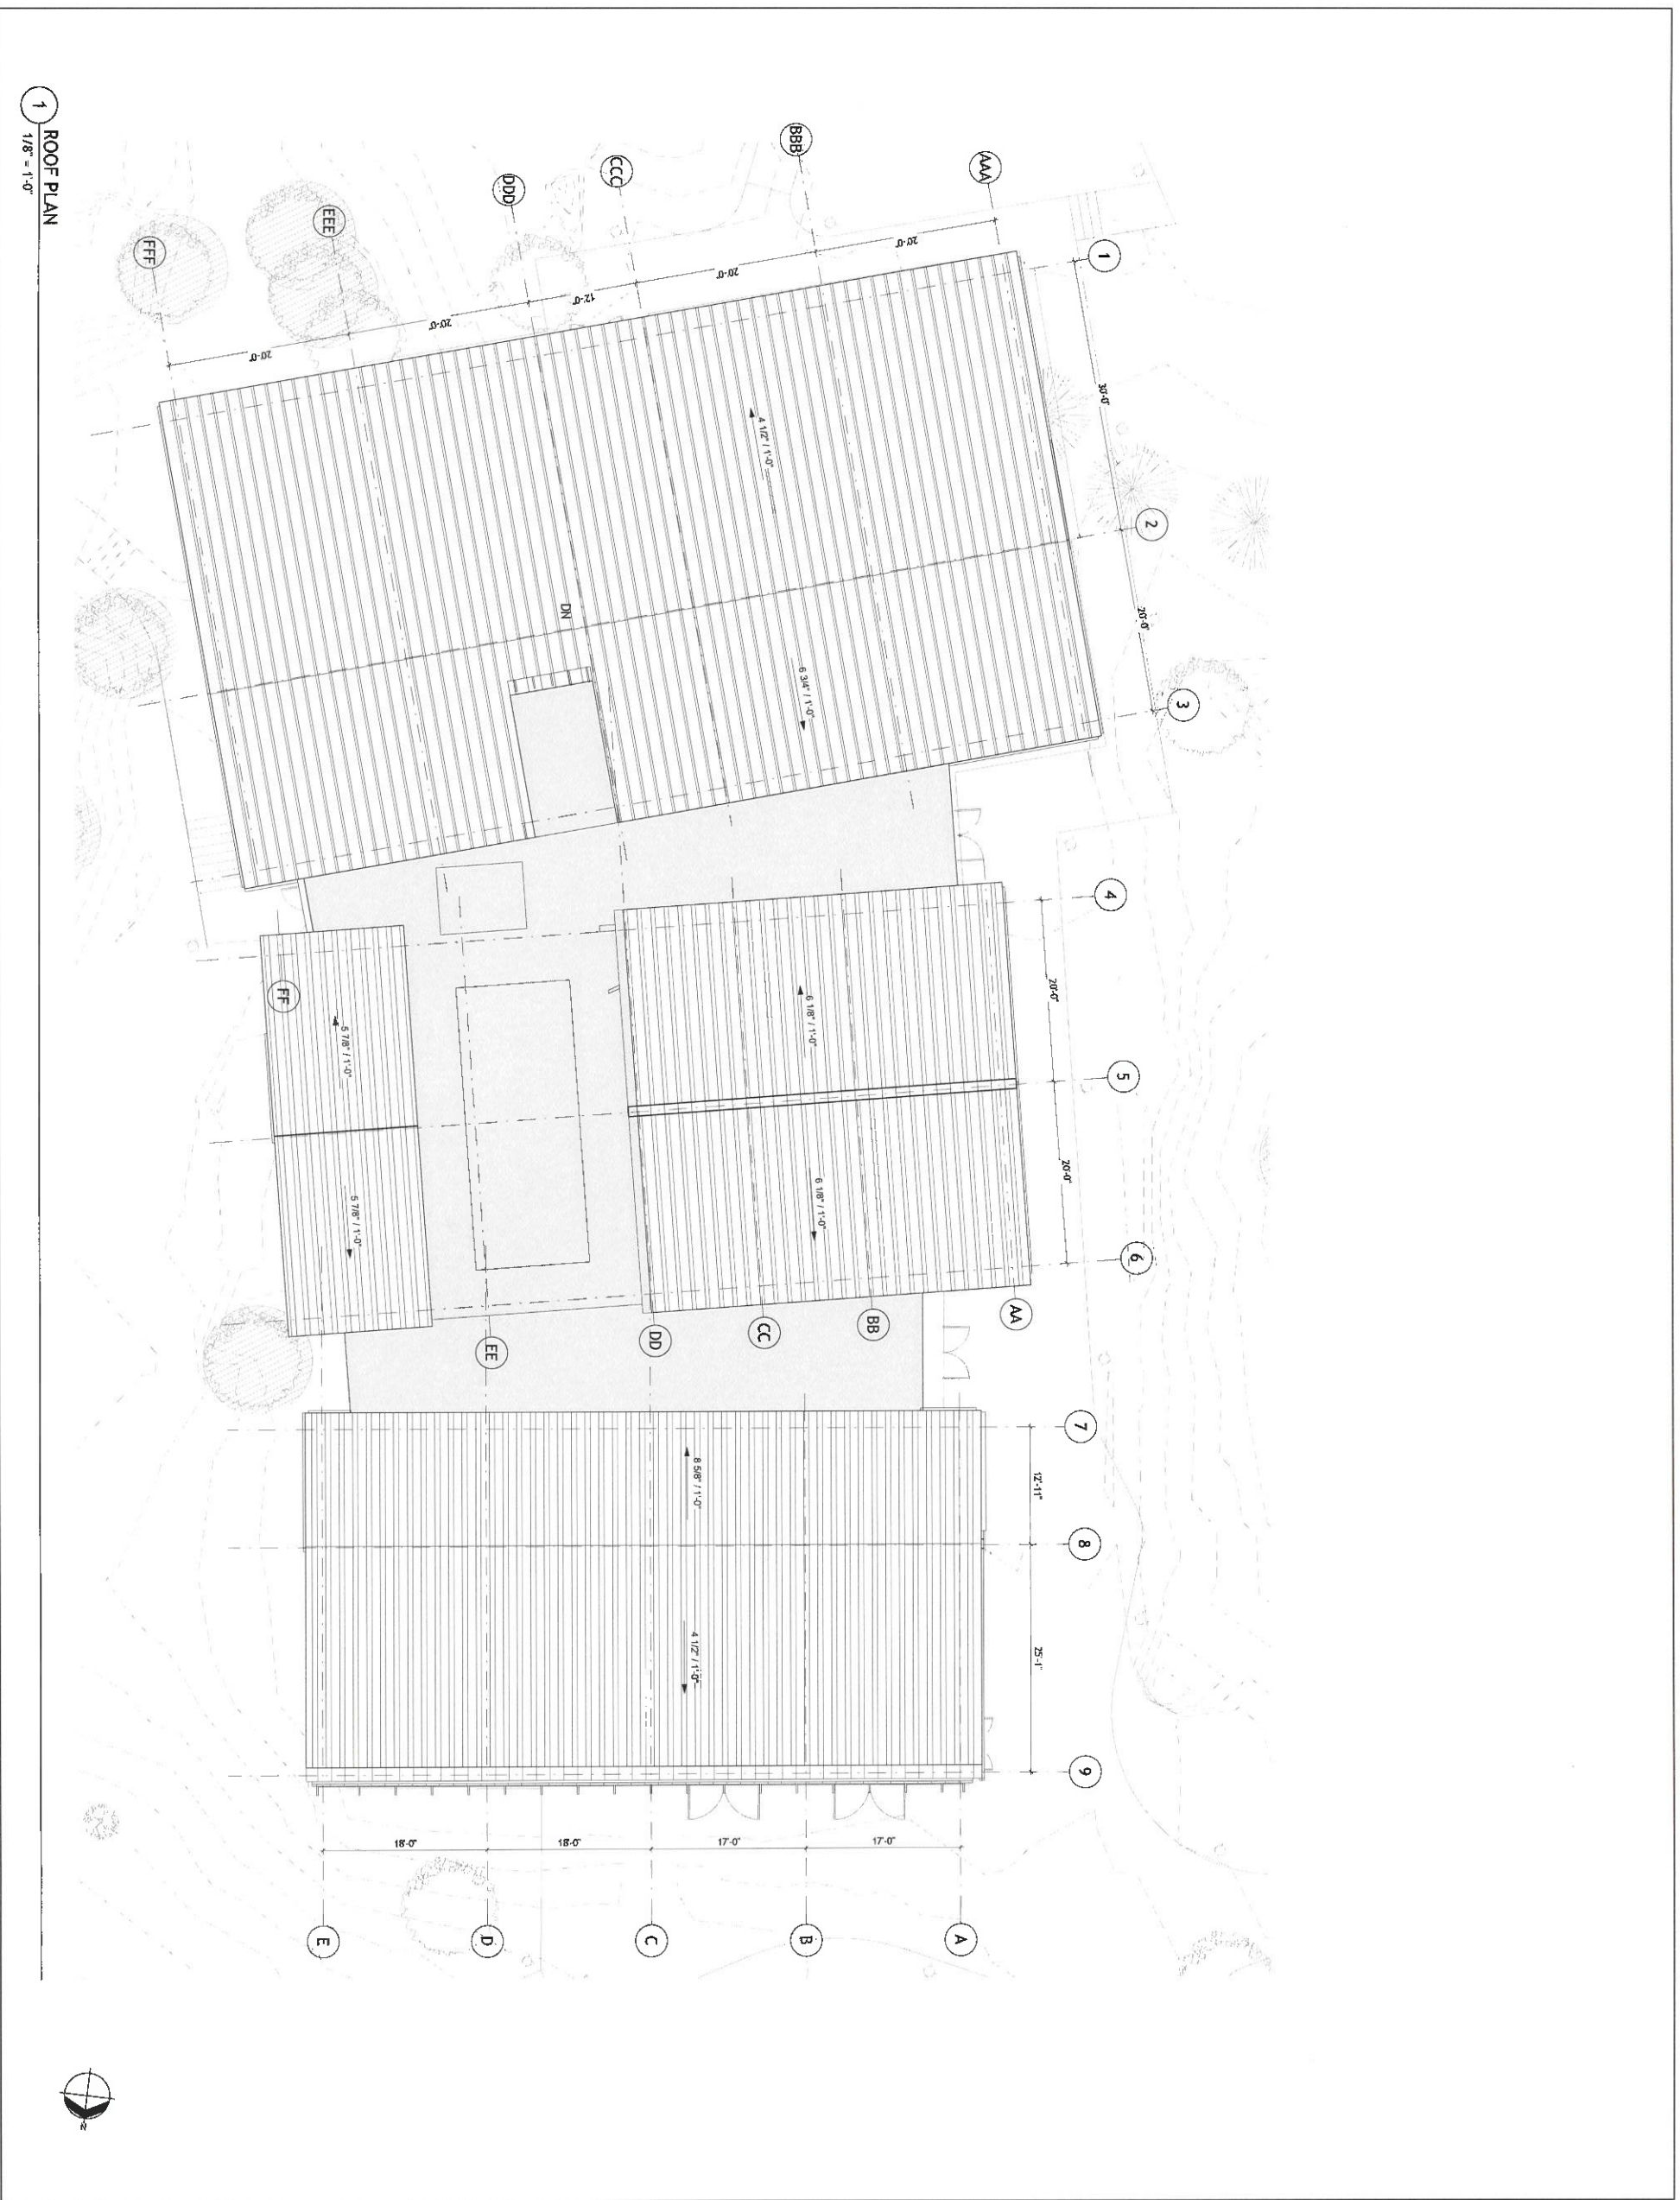 1
ROOF PLAN
1/8" = 1'-0"
AAA
BBB
CCC
DDD
EEE
FFF
20'-0"
20'-0"
12'-0"
20'-0"
20'-0"
1
2
3
30'-0"
20'-0"
4 1/2" / 1'-0"
6 3/4" / 1'-0"
DN
4
5
6
20'-0"
20'-0"
6 1/8" / 1'-0"
6 1/8" / 1'-0"
5 7/8" / 1'-0"
5 7/8" / 1'-0"
AA
BB
CC
DD
EE
FF
7
8
9
12'-11"
25'-1"
8 5/8" / 1'-0"
4 1/2" / 1'-0"
17'-0"
17'-0"
18'-0"
18'-0"
A
B
C
D
E
N